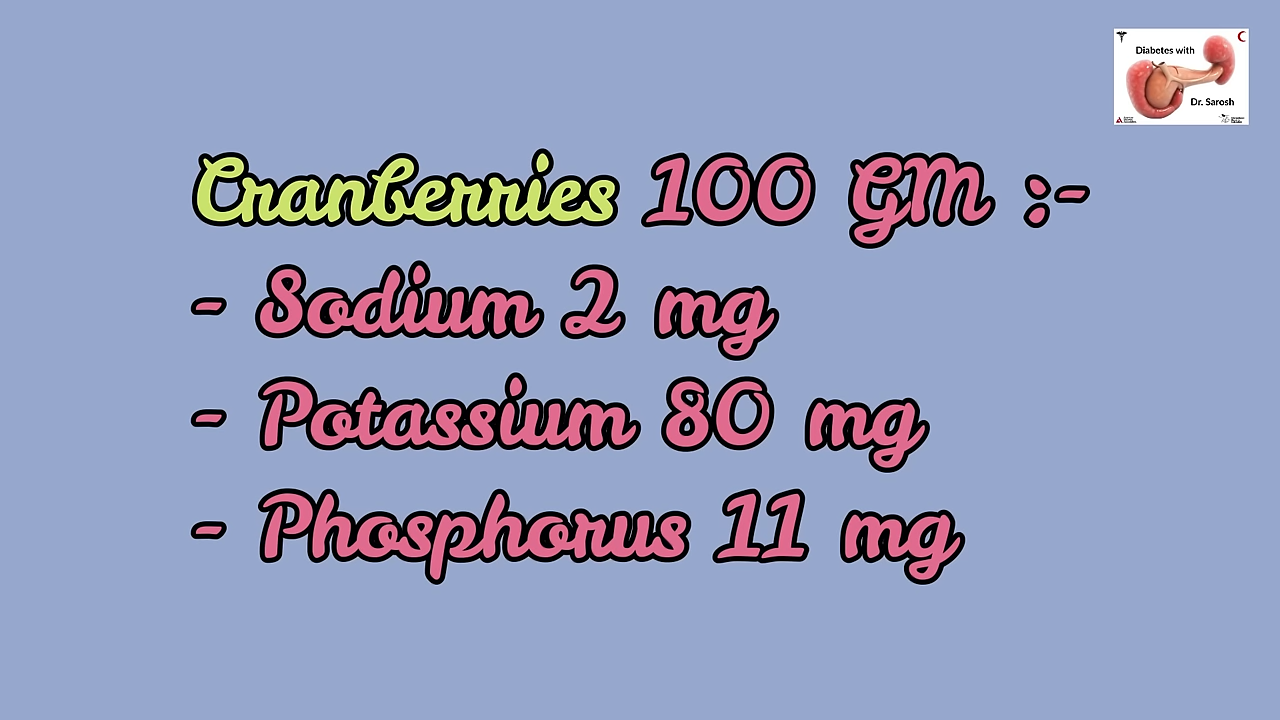 Diabetes with
Dr. Sarosh
Cranberries 100 GM :-
- Sodium 2 mg
- Potassium 80 mg
- Phosphorus 11 mg